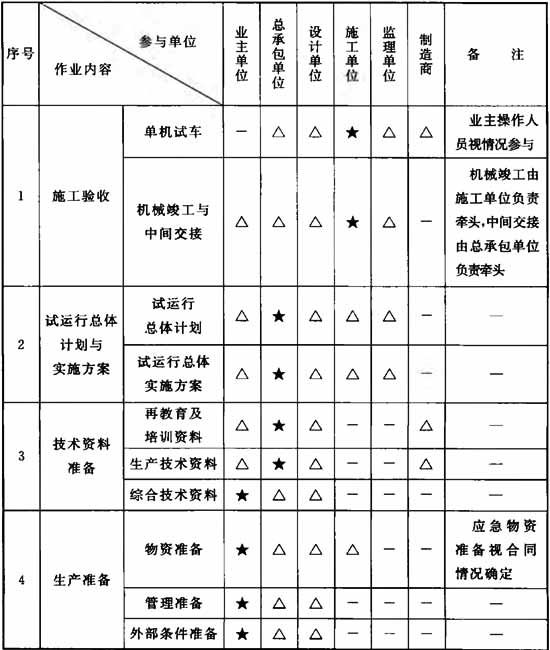 序号 参与单位 作业内容 业主单位 总承包单位 设计单位 施工单位 监理单位 制造商 备 注
1 施工验收 单机试车 － △ △ ★ △ △ 业主操作人员视情况参与
机械竣工与中间交接 △ △ △ ★ △ － 机械竣工由施工单位负责牵头,中间交接由总承包单位负责牵头
2 试运行总体计划与实施方案 试运行总体计划 △ ★ △ △ △ － －
试运行总体实施方案 △ ★ △ △ △ － －
3 技术资料准备 再教育及培训资料 △ ★ △ － － △ －
生产技术资料 △ ★ △ － － △ －
综合技术资料 ★ △ △ － － － －
4 生产准备 物资准备 ★ △ △ △ － － 应急物资准备视合同情况确定
管理准备 ★ △ △ － － － －
外部条件准备 ★ △ △ － － － －